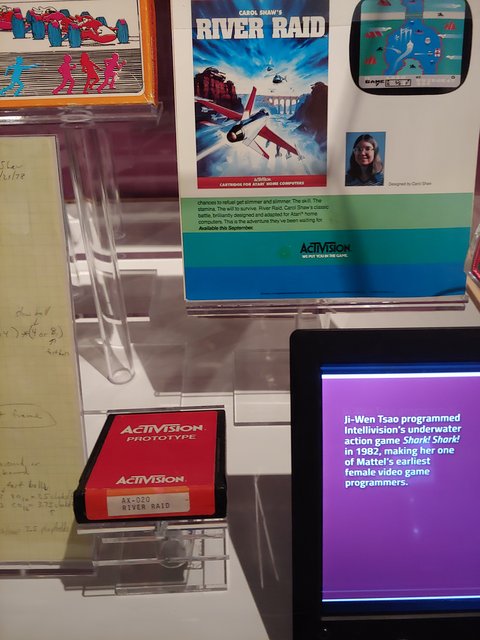 CAROL SHAW'S
RIVER RAID
ACTIVISION
CARTRIDGE FOR ATARI HOME COMPUTERS
GAME
Designed by Carol Shaw
chances to refuel get slimmer and slimmer. The skill. The
stamina. The will to survive. River Raid, Carol Shaw's classic
battle, brilliantly designed and adapted for Atari® home
computers. This is the adventure they've been waiting for.
Available this September.
ACTIVISION
WE PUT YOU IN THE GAME.
Shaw
slow ball
ACTIVISION
PROTOTYPE
ACTIVISION
AX-020
RIVER RAID
Ji-Wen Tsao programmed
Intellivision's underwater
action game Shark! Shark!
in 1982, making her one
of Mattel's earliest
female video game
programmers.